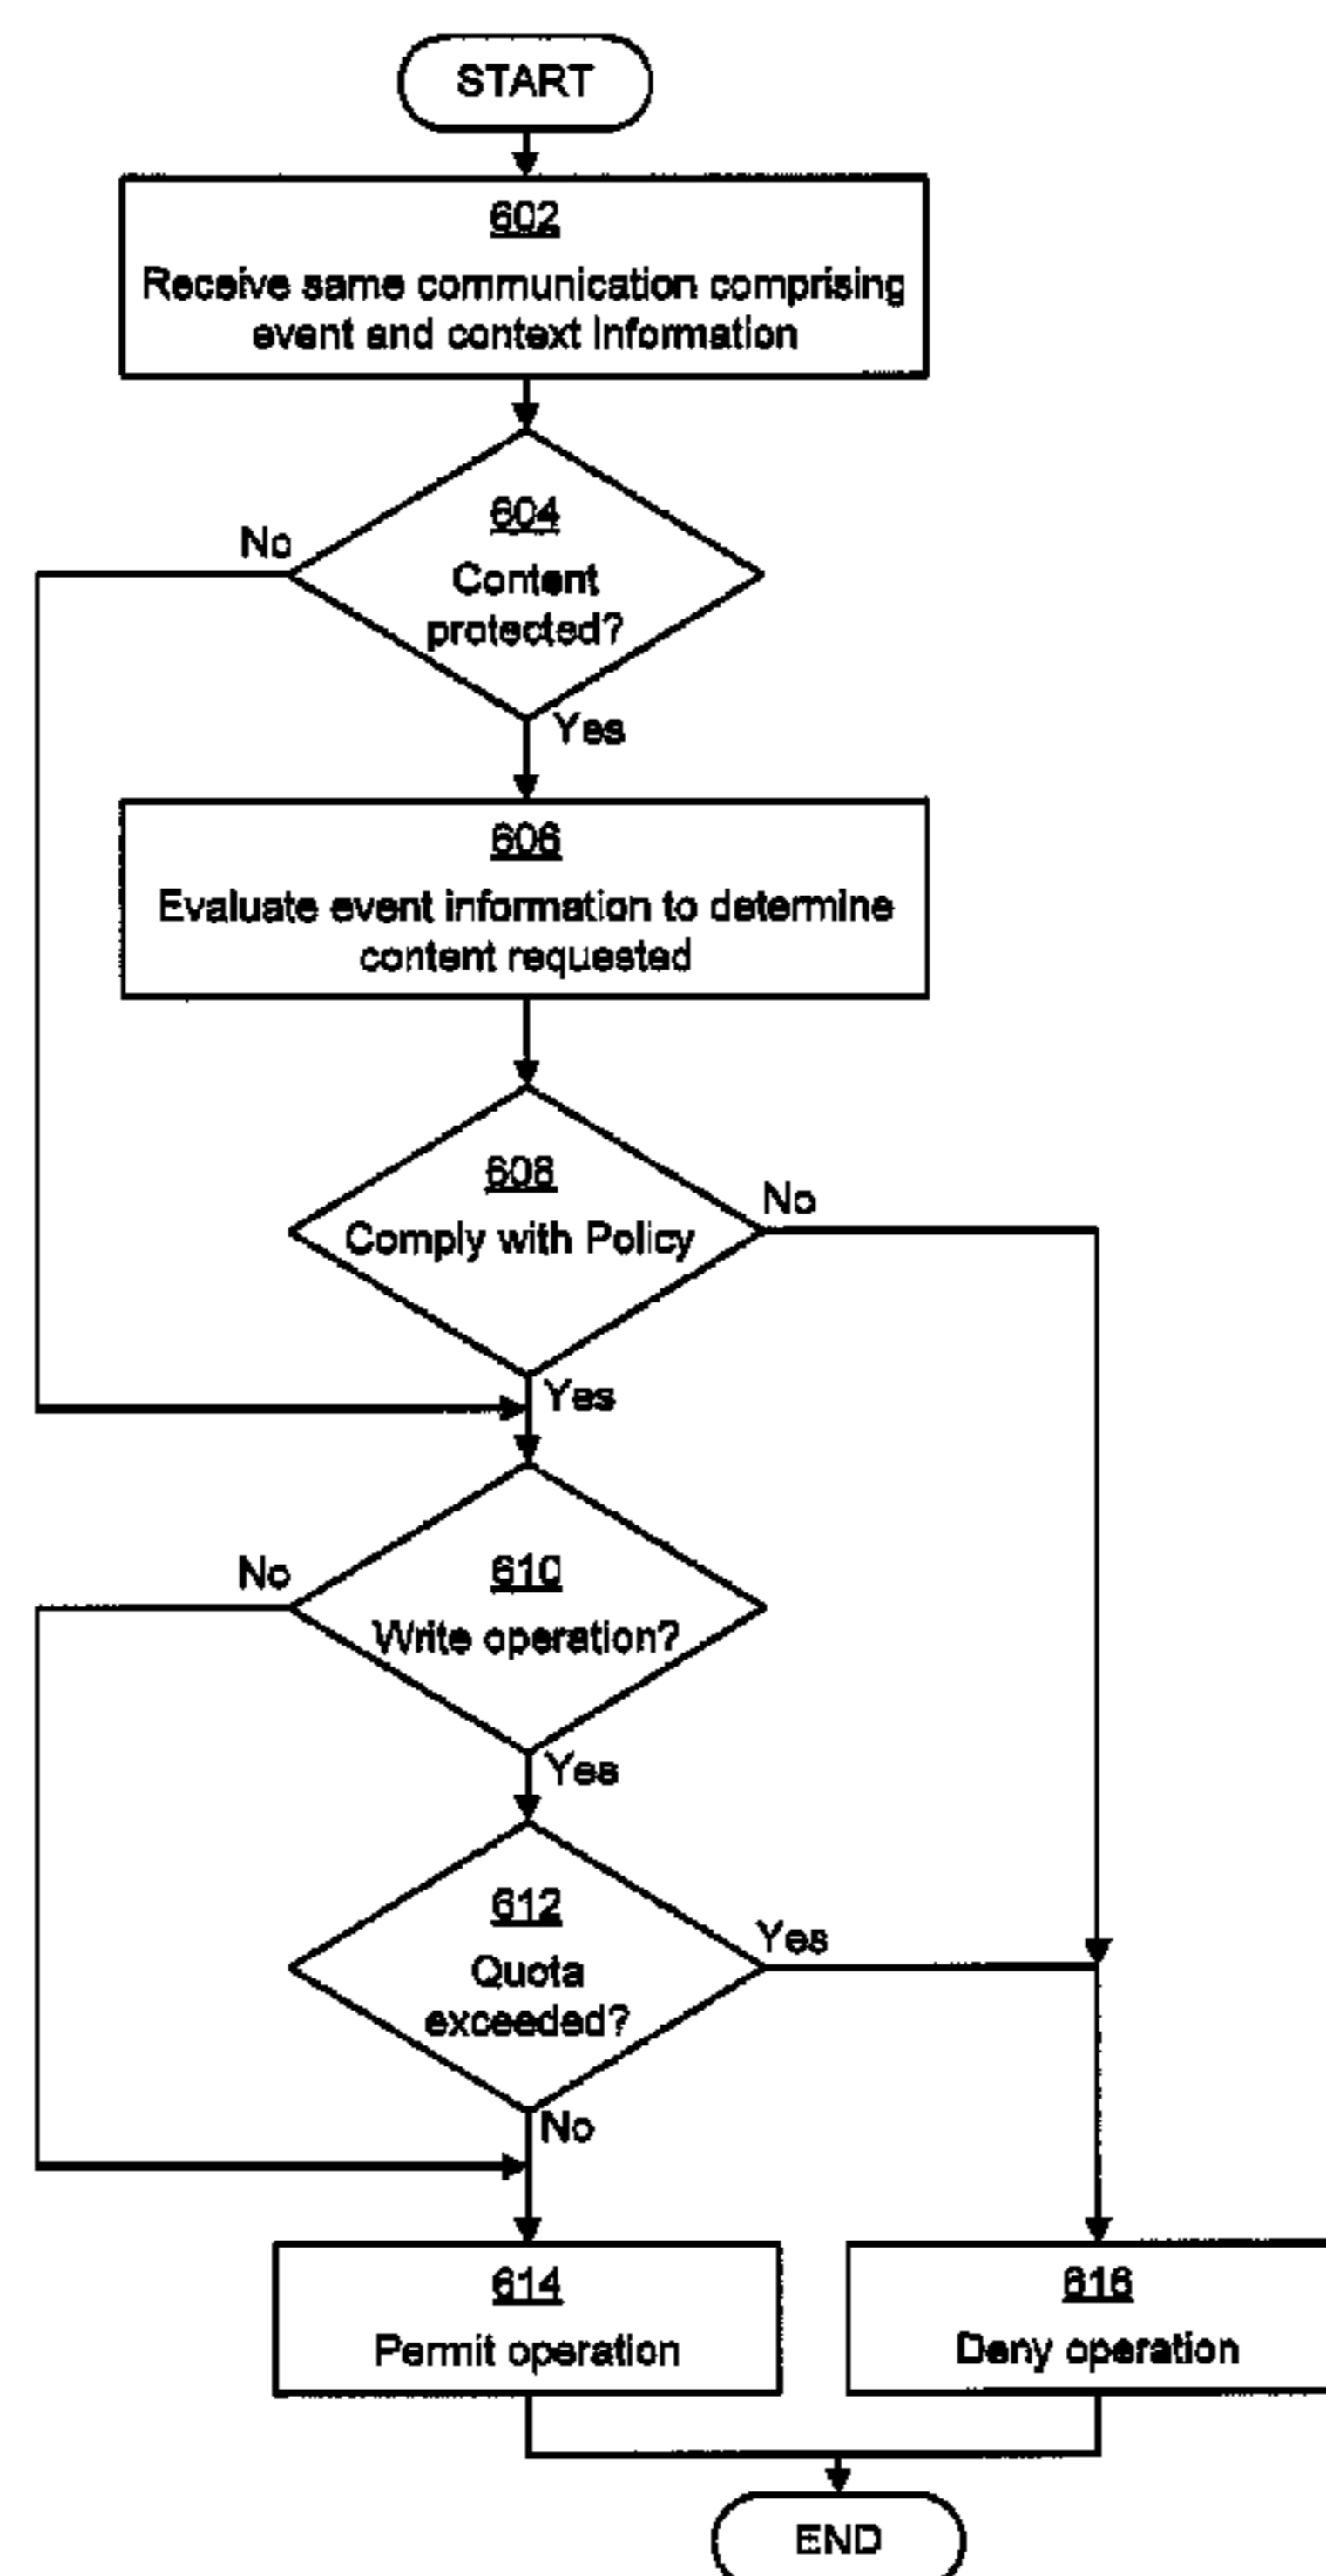 START
602
Receive same communication comprising
event and context information
604
Content
protected?
No
Yes
606
Evaluate event information to determine
content requested
608
Comply with Policy
No
Yes
610
Write operation?
No
Yes
612
Quota
exceeded?
Yes
No
614
Permit operation
616
Deny operation
END